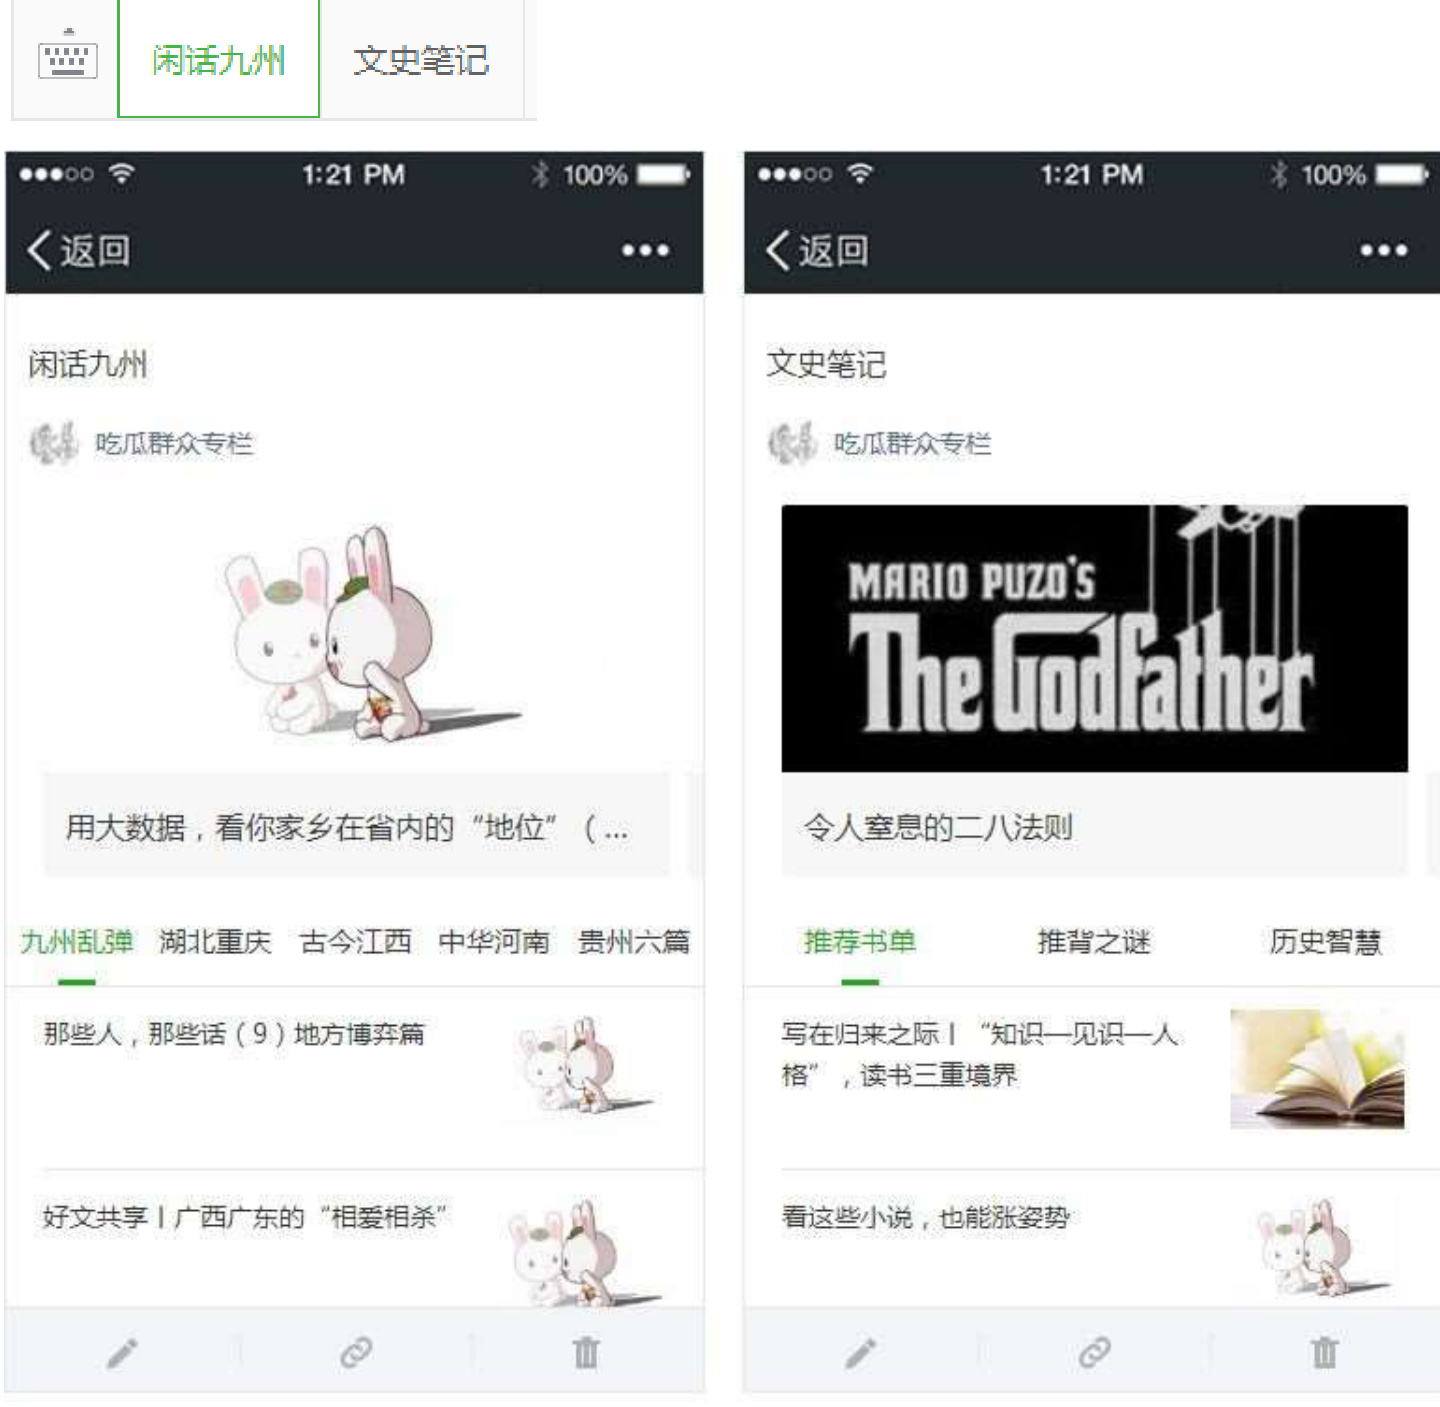 闲话九州 文史笔记
1:21 PM 100%
返回
闲话九州
吃瓜群众专栏
用大数据，看你家乡在省内的“地位”（...
九州乱弹 湖北重庆 古今江西 中华河南 贵州六篇
那些人，那些话（9）地方博弈篇
好文共享丨广西广东的“相爱相杀”
1:21 PM 100%
返回
文史笔记
吃瓜群众专栏
MARIO PUZO'S
The Godfather
令人窒息的二八法则
推荐书单 推背之谜 历史智慧
写在归来之际丨“知识—见识—人
格”，读书三重境界
看这些小说，也能涨姿势